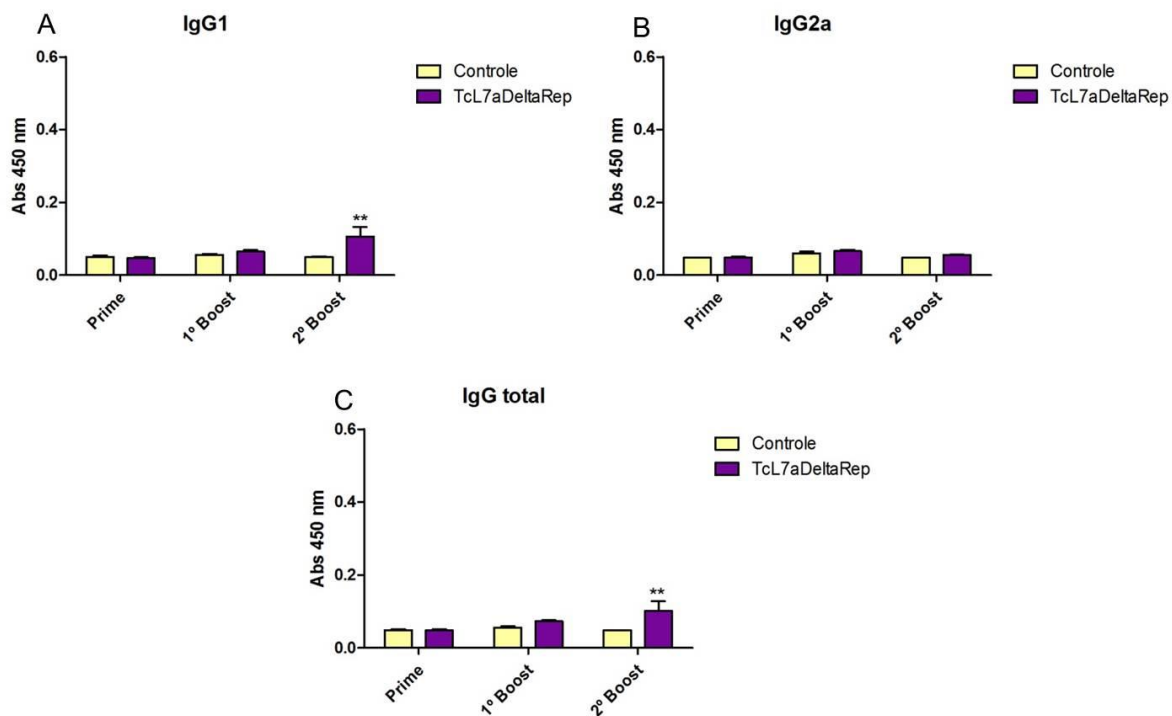 A
IgG1
0.6
0.4
0.2
0.0
Abs 450 nm
Controle
TcL7aDeltaRep
**
Prime
1º Boost
2º Boost
B
IgG2a
0.6
0.4
0.2
0.0
Abs 450 nm
Controle
TcL7aDeltaRep
Prime
1º Boost
2º Boost
C
IgG total
0.6
0.4
0.2
0.0
Abs 450 nm
Controle
TcL7aDeltaRep
**
Prime
1º Boost
2º Boost